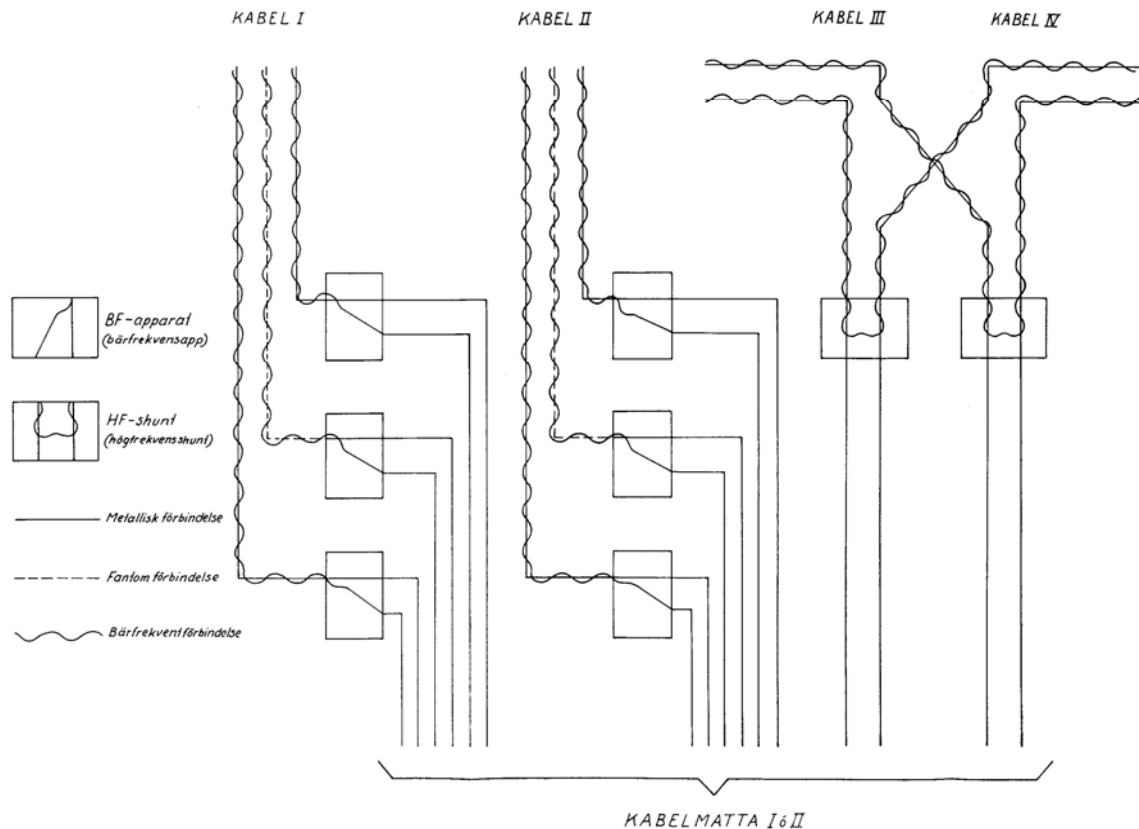 KABEL I
KABEL II
KABEL III
KABEL IV
BF-apparat
(bärfrekvensapp)
HF-shunt
(högfrekvensshunt)
Metallisk förbindelse
Fantom förbindelse
Bärfrekvent förbindelse
KABELMATTA I ó II